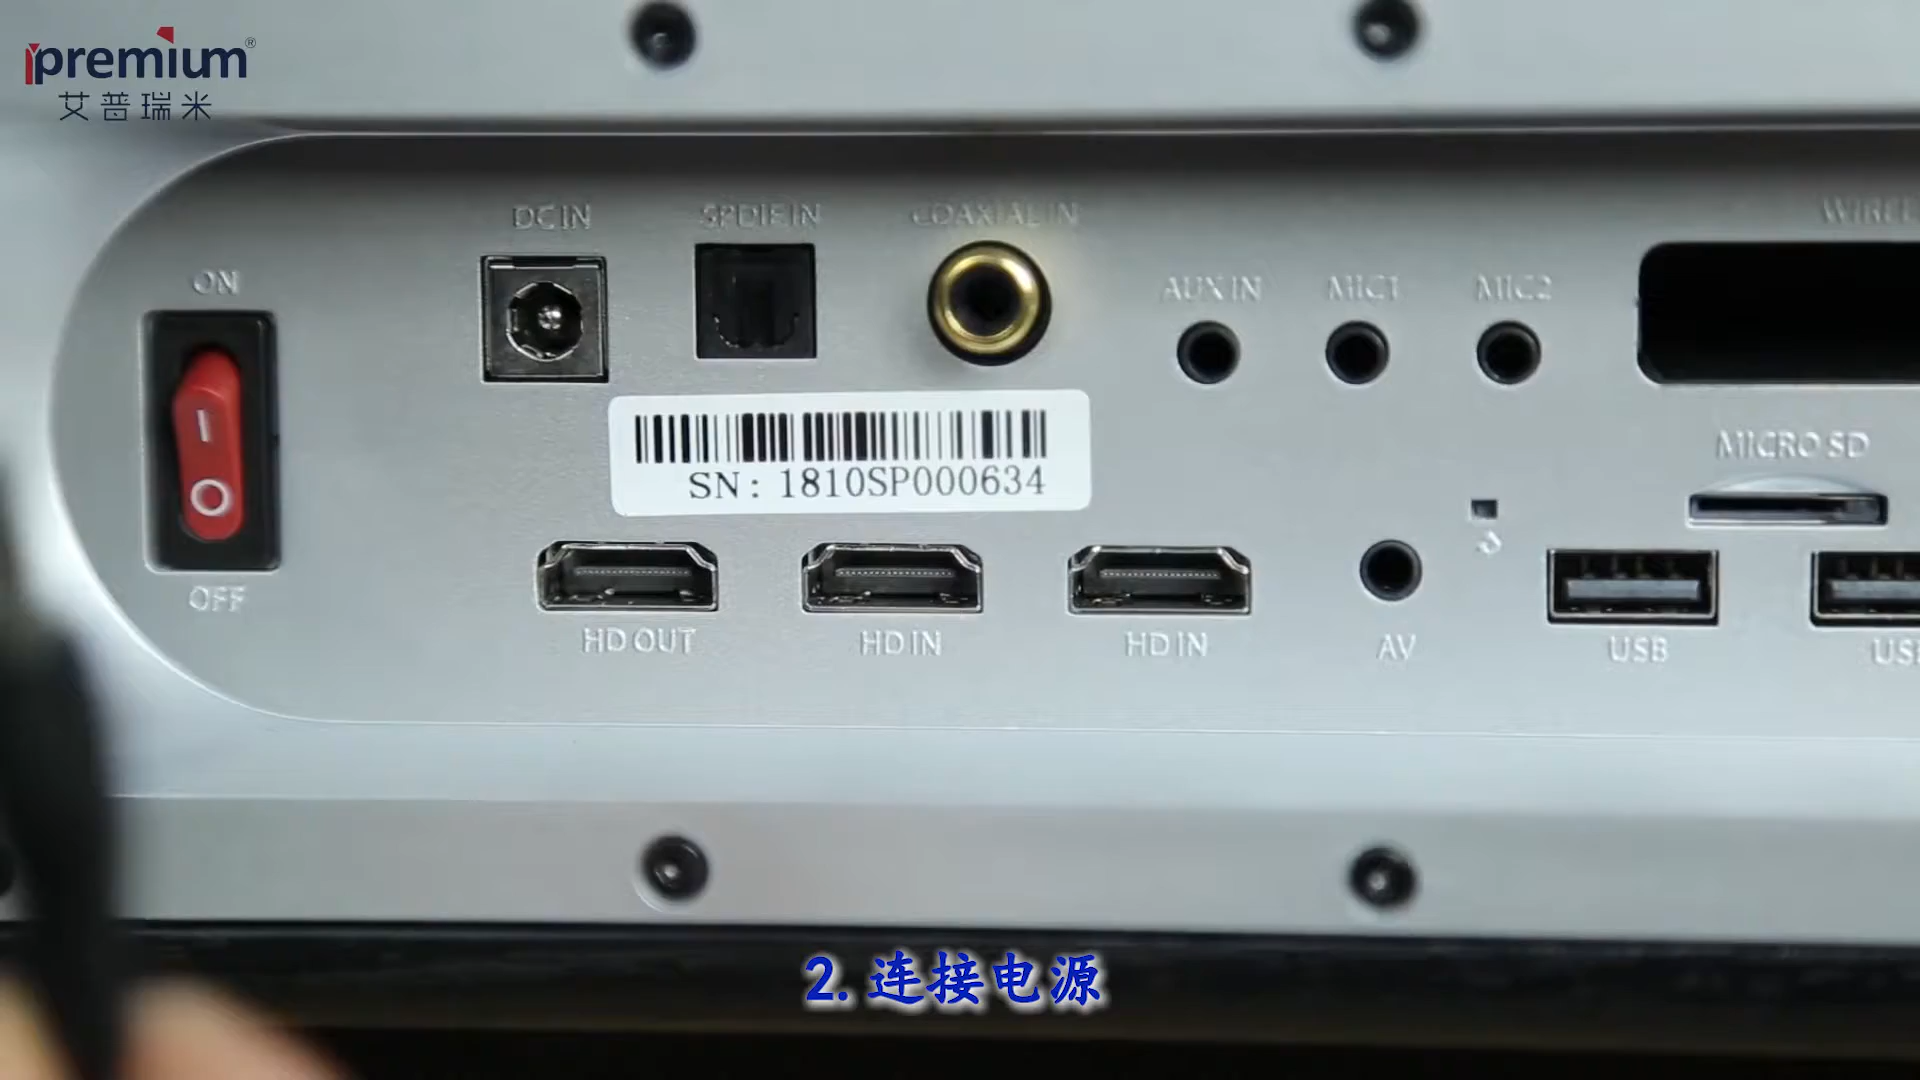 ipremium®
艾普瑞米
DC IN
SPDIF IN
COAXIAL IN
ON
AUX IN
MIC1
MIC2
MICRO SD
SN: 1810SP000634
OFF
HD OUT
HD IN
HD IN
AV
USB
2. 连接电源